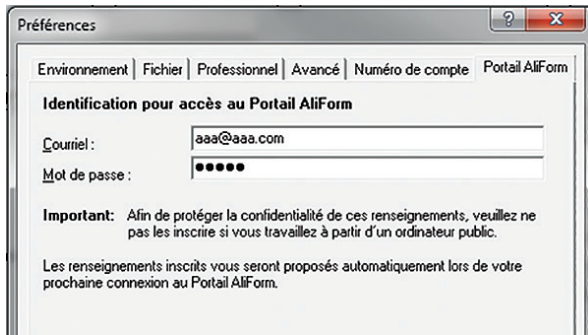 Préférences
Environnement Fichier Professionnel Avancé Numéro de compte Portail AliForm
Identification pour accès au Portail AliForm
Courriel : aaa@aaa.com
Mot de passe : •••••
Important: Afin de protéger la confidentialité de ces renseignements, veuillez ne
pas les inscrire si vous travaillez à partir d'un ordinateur public.
Les renseignements inscrits vous seront proposés automatiquement lors de votre
prochaine connexion au Portail AliForm.